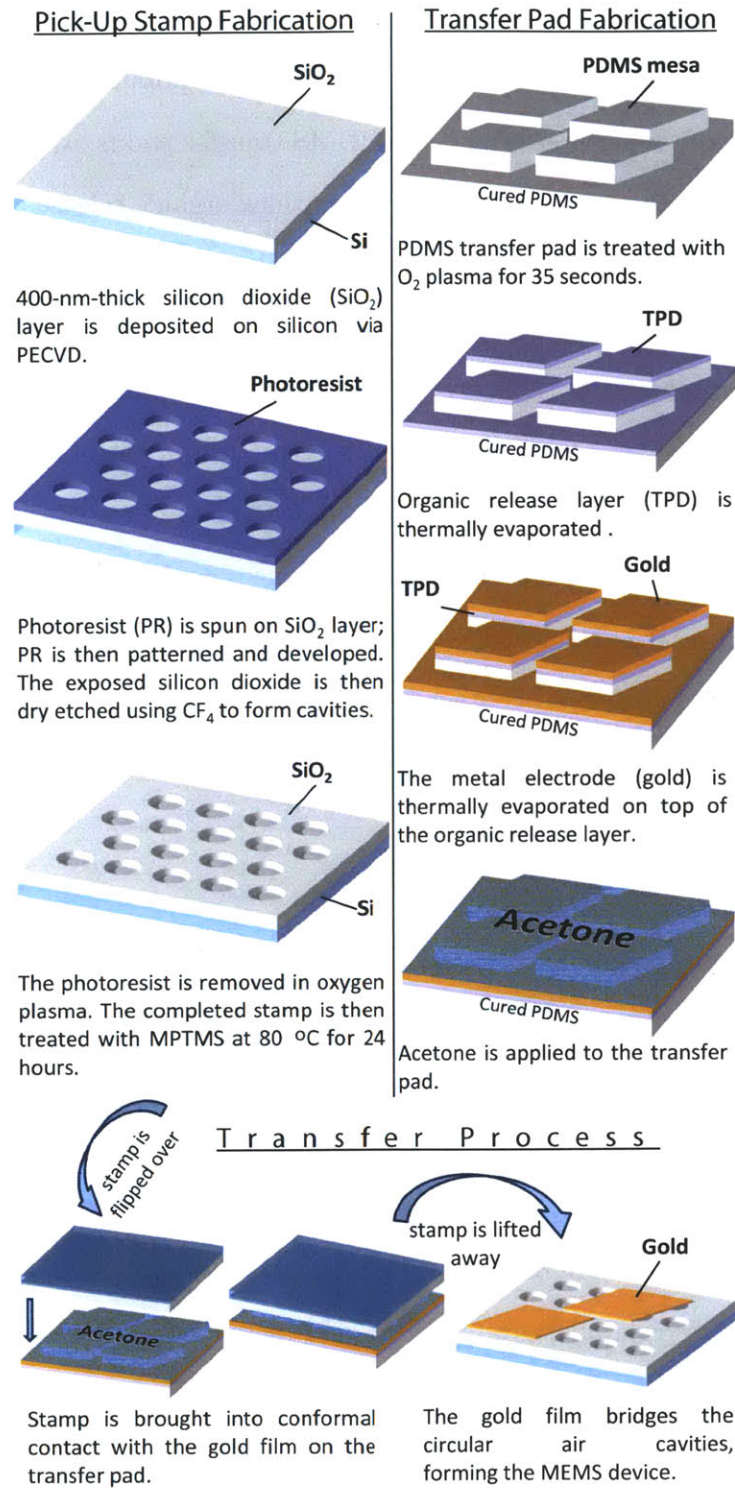 Pick-Up Stamp Fabrication
SiO₂
Si
400-nm-thick silicon dioxide (SiO₂)
layer is deposited on silicon via
PECVD.
Photoresist
Photoresist (PR) is spun on SiO₂ layer;
PR is then patterned and developed.
The exposed silicon dioxide is then
dry etched using CF₄ to form cavities.
SiO₂
Si
The photoresist is removed in oxygen
plasma. The completed stamp is then
treated with MPTMS at 80 ºC for 24
hours.
Transfer Pad Fabrication
PDMS mesa
Cured PDMS
PDMS transfer pad is treated with
O₂ plasma for 35 seconds.
TPD
Cured PDMS
Organic release layer (TPD) is
thermally evaporated .
Gold
TPD
Cured PDMS
The metal electrode (gold) is
thermally evaporated on top of
the organic release layer.
Acetone
Cured PDMS
Acetone is applied to the transfer
pad.
Transfer Process
stamp is
flipped over
stamp is lifted
away
Gold
Acetone
Stamp is brought into conformal
contact with the gold film on the
transfer pad.
The gold film bridges the
circular air cavities,
forming the MEMS device.